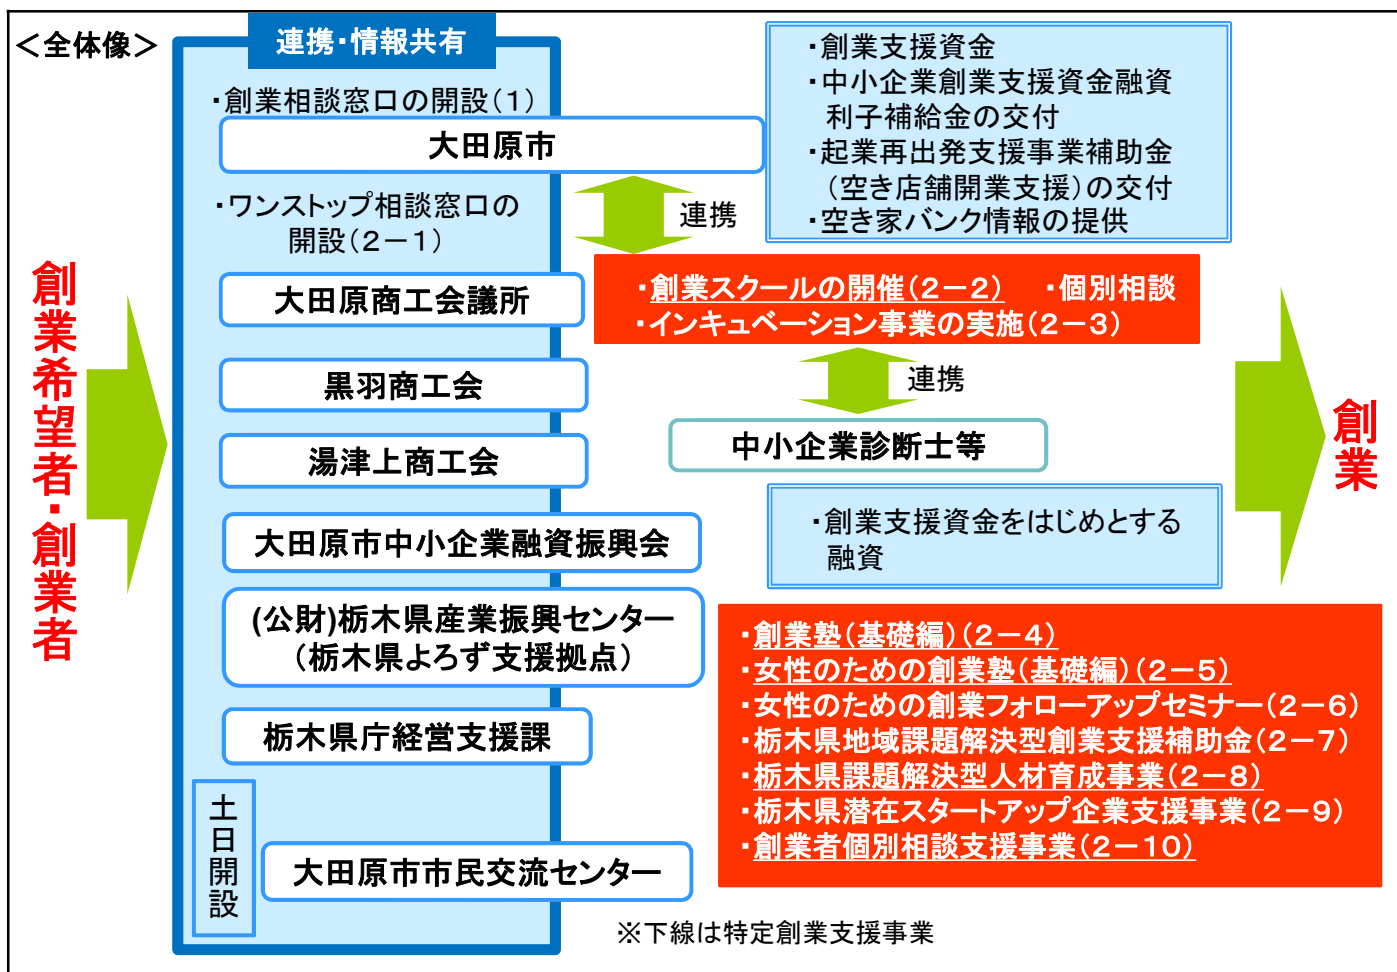 ＜全体像＞
連携・情報共有
・創業相談窓口の開設（１）
大田原市
・ワンストップ相談窓口の
開設（２－１）
大田原商工会議所
黒羽商工会
湯津上商工会
大田原市中小企業融資振興会
(公財)栃木県産業振興センター
（栃木県よろず支援拠点）
栃木県庁経営支援課
土日開設
大田原市市民交流センター
創業希望者・創業者
・創業支援資金
・中小企業創業支援資金融資
利子補給金の交付
・起業再出発支援事業補助金
（空き店舗開業支援）の交付
・空き家バンク情報の提供
連携
・創業スクールの開催（２－２）　・個別相談
・インキュベーション事業の実施（２－３）
連携
中小企業診断士等
・創業支援資金をはじめとする
融資
・創業塾（基礎編）（２－４）
・女性のための創業塾（基礎編）（２－５）
・女性のための創業フォローアップセミナー（２－６）
・栃木県地域課題解決型創業支援補助金（２－７）
・栃木県課題解決型人材育成事業（２－８）
・栃木県潜在スタートアップ企業支援事業（２－９）
・創業者個別相談支援事業（２－１０）
創業
※下線は特定創業支援事業